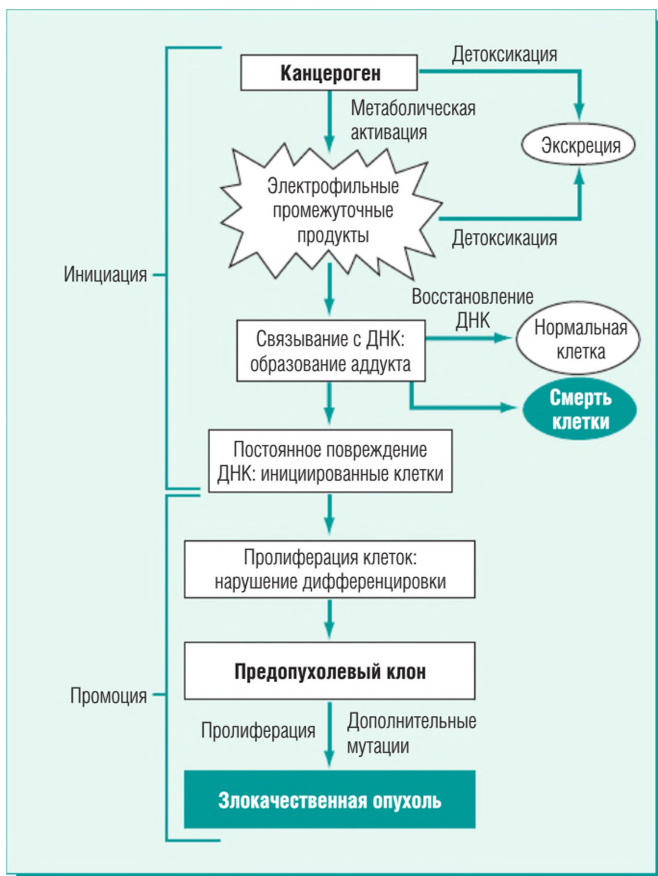 Детоксикация
Канцероген
Метаболическая
активация
Экскреция
Электрофильные
промежуточные
продукты
Детоксикация
Инициация
Восстановление
ДНК
Нормальная
клетка
Связывание с ДНК:
образование аддукта
Смерть
клетки
Постоянное повреждение
ДНК: инициированные клетки
Пролиферация клеток:
нарушение дифференцировки
Предопухолевый клон
Промоция
Пролиферация
Дополнительные
мутации
Злокачественная опухоль